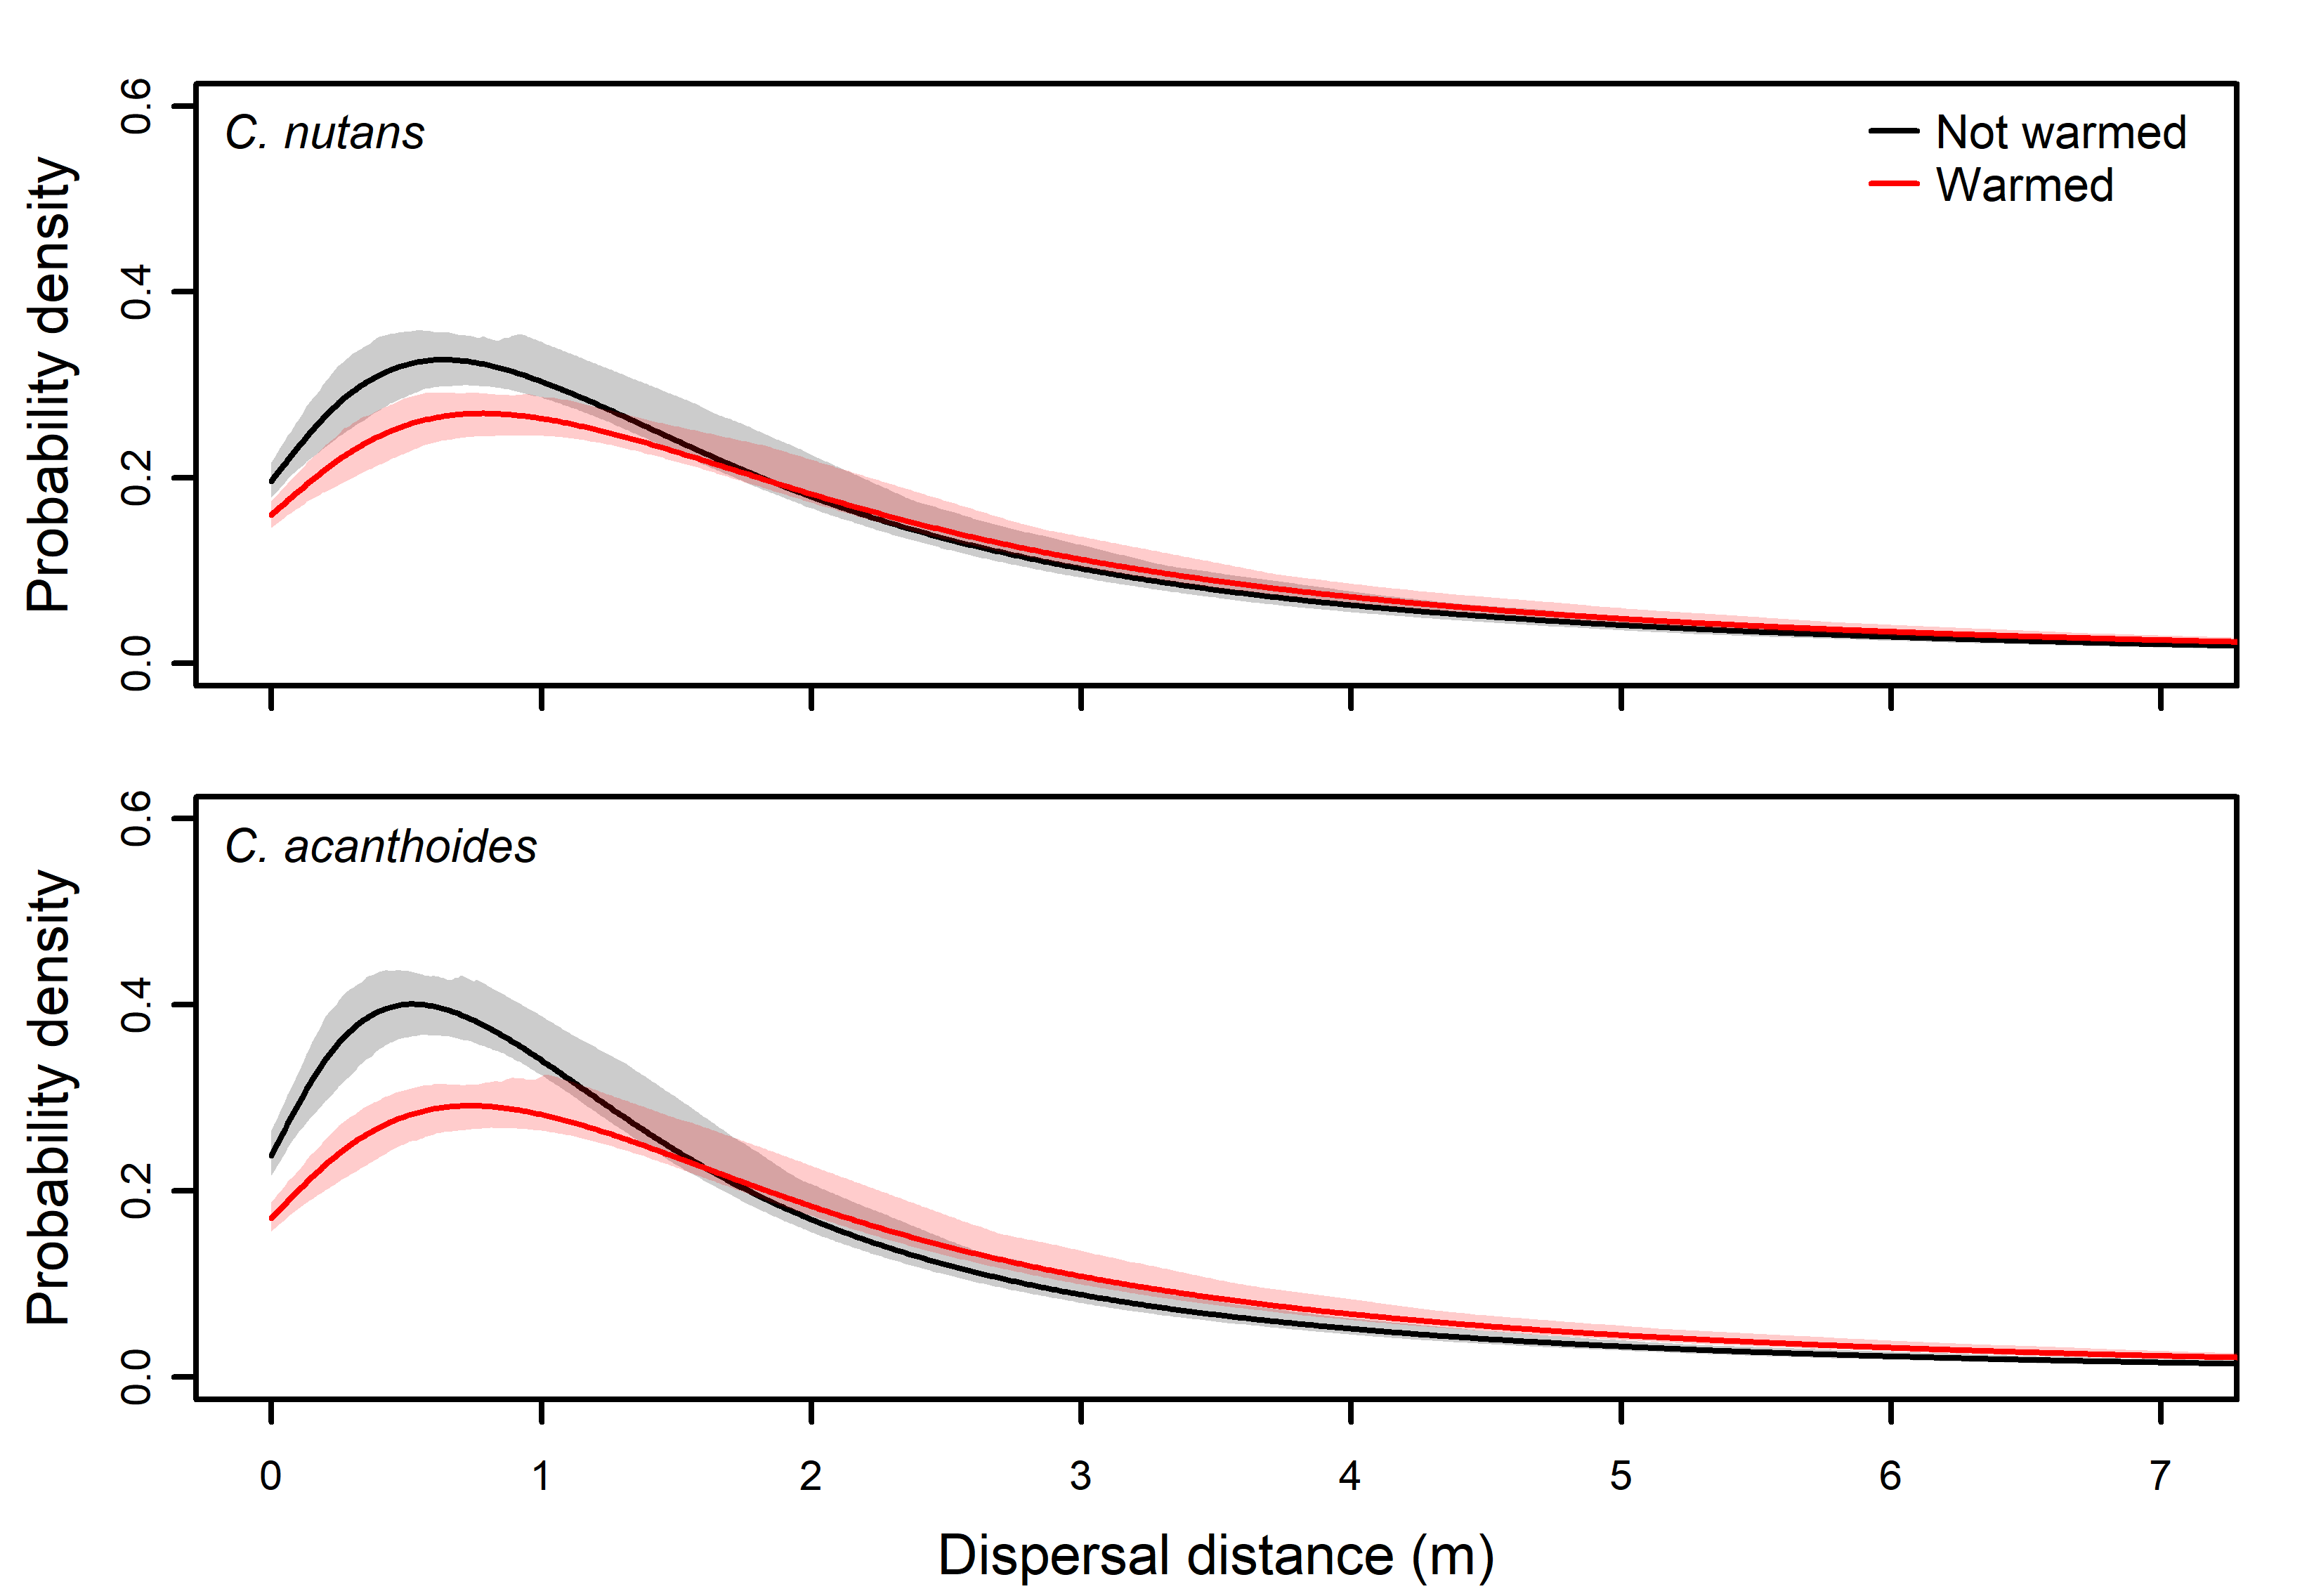 C. nutans
Not warmed
Warmed
Probability density
0.6
0.4
0.2
0.0
C. acanthoides
Probability density
0.6
0.4
0.2
0.0
0 1 2 3 4 5 6 7
Dispersal distance (m)